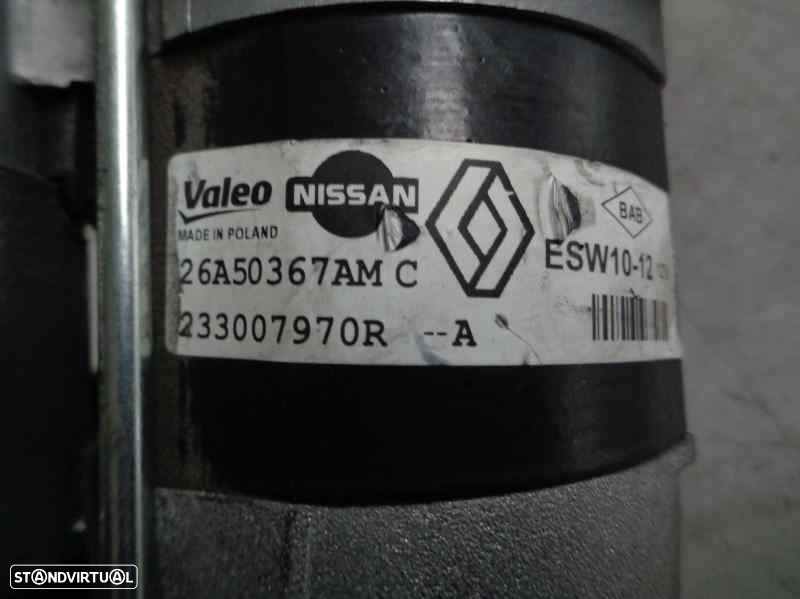 Valeo NISSAN
MADE IN POLAND
BAB
26A50367AM C ESW10-12
233007970R --A
STANDVIRTUAL